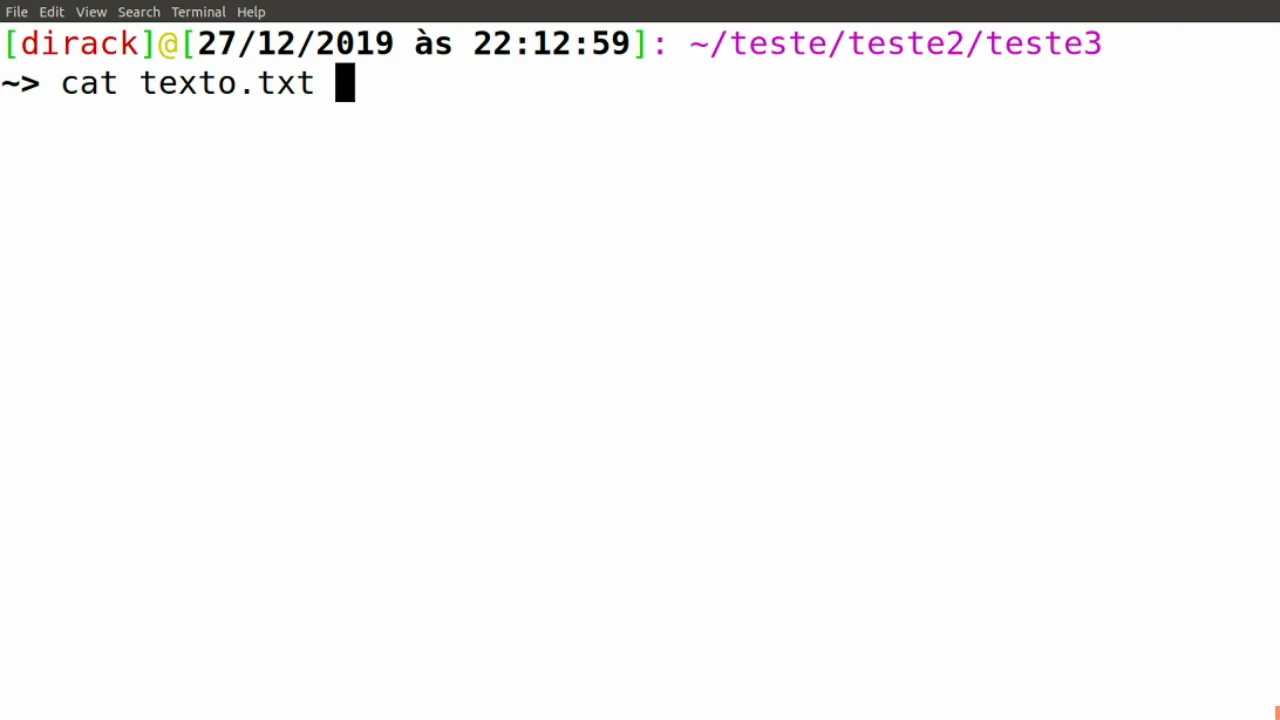 File Edit View Search Terminal Help
[dirack]@[27/12/2019 às 22:12:59]: ~/teste/teste2/teste3
~> cat texto.txt